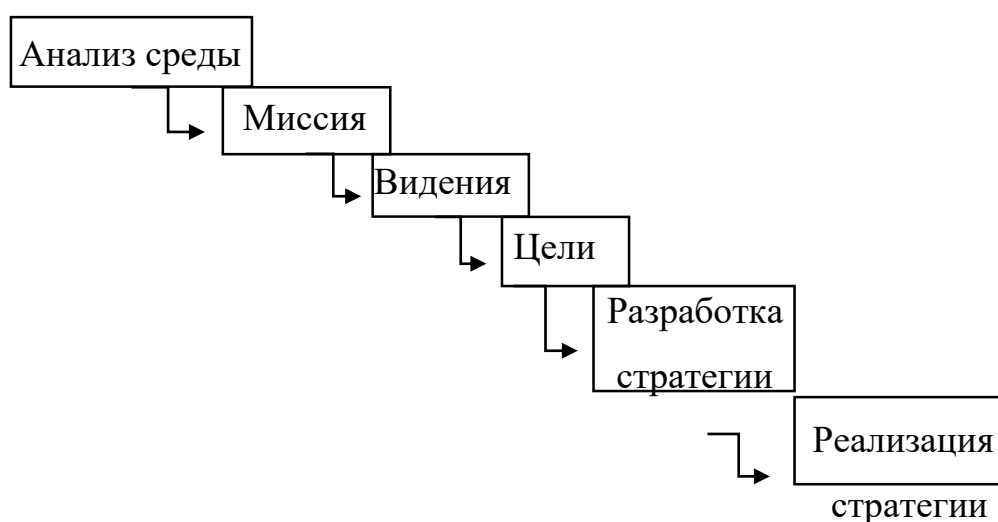 Анализ среды
Миссия
Видения
Цели
Разработка
стратегии
Реализация
стратегии